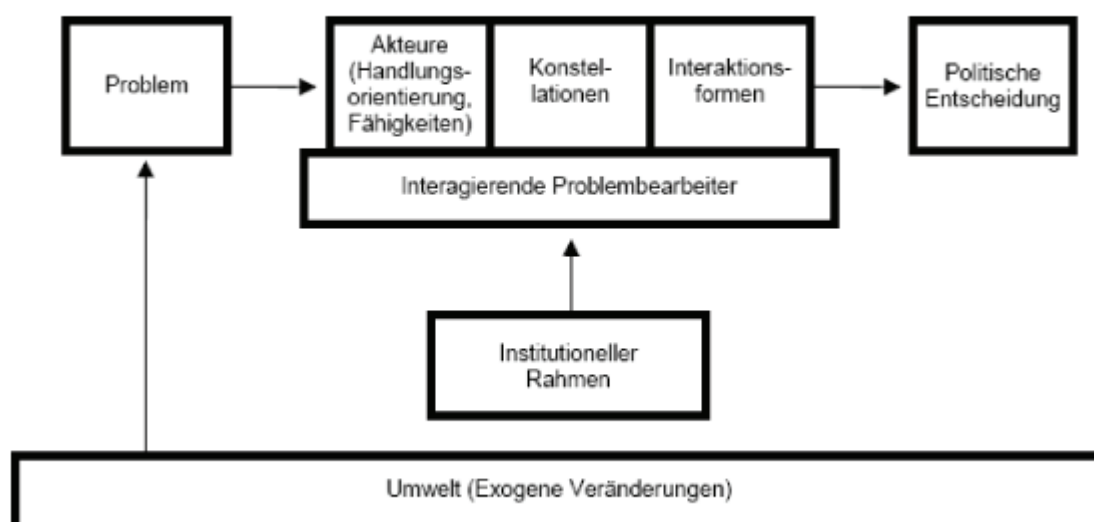 Problem
Akteure
(Handlungs-
orientierung,
Fähigkeiten)
Konstel-
lationen
Interaktions-
formen
Politische
Entscheidung
Interagierende Problembearbeiter
Institutioneller
Rahmen
Umwelt (Exogene Veränderungen)